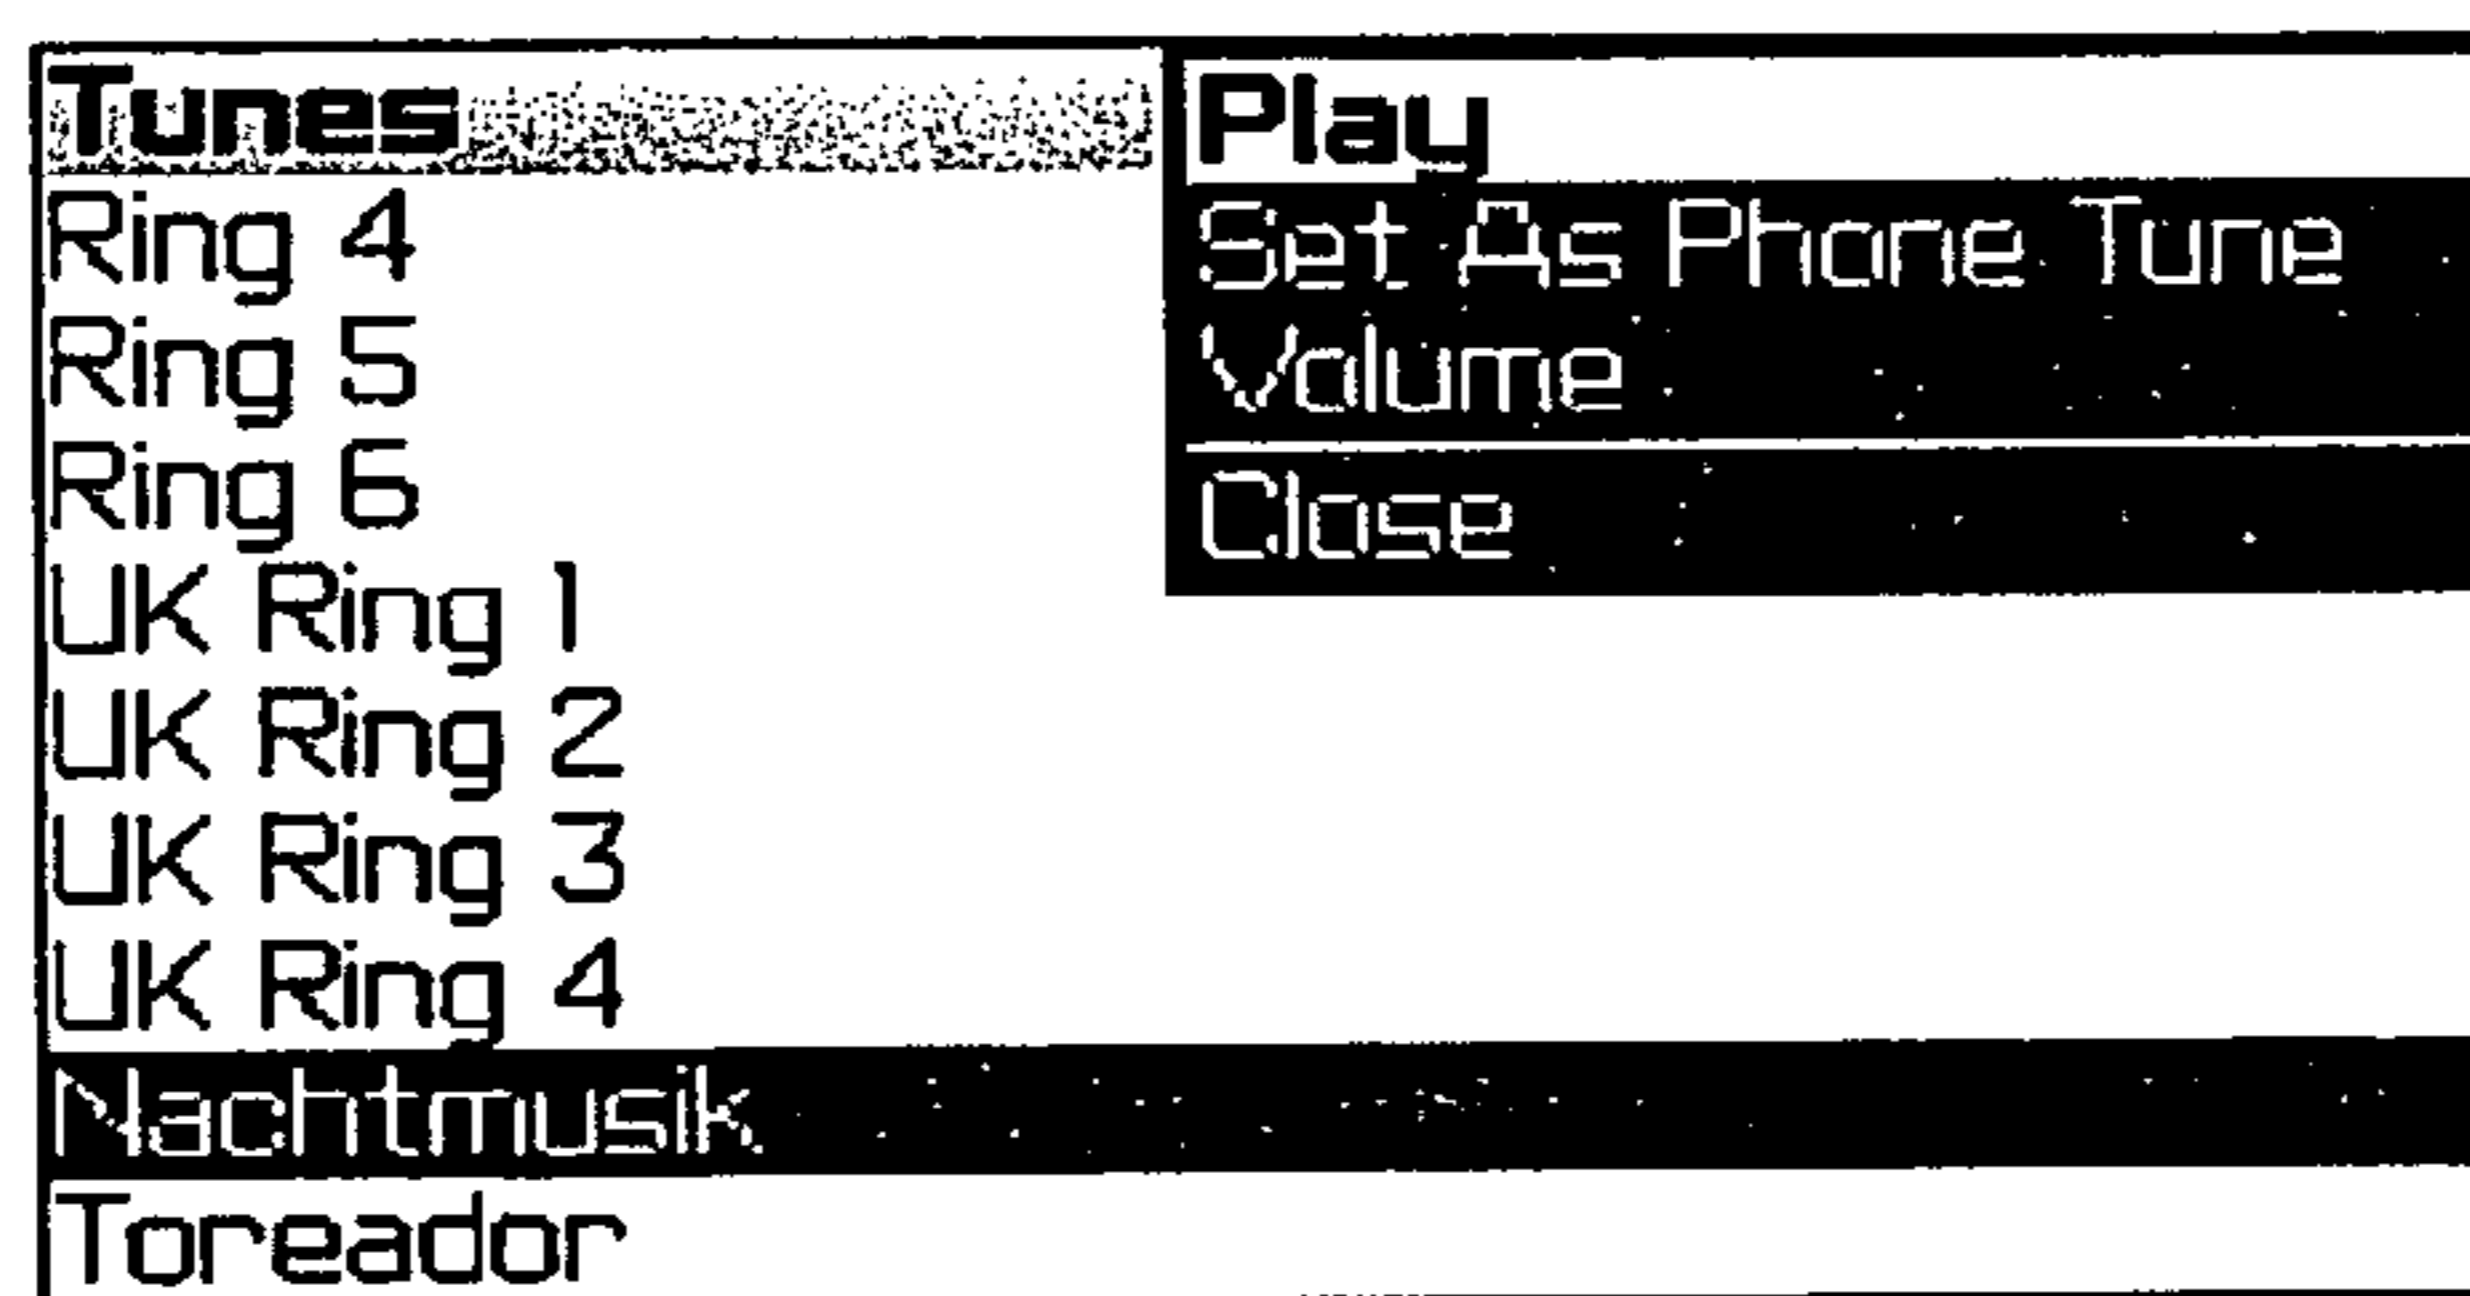 Tunes
Ring 4
Ring 5
Ring 6
UK Ring 1
UK Ring 2
UK Ring 3
UK Ring 4
Nachtmusik
Toreador
Play
Set As Phone Tune
Volume
Close